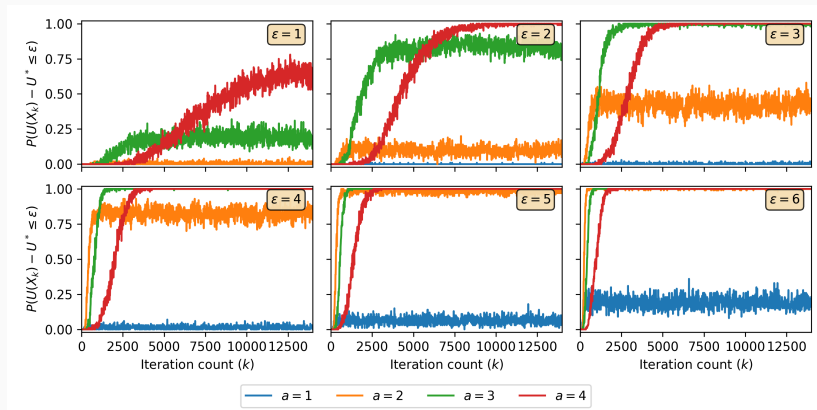 P(U(X_k) − U* ≤ ε)
1.00
0.75
0.50
0.25
0.00
ε = 1
ε = 2
ε = 3
P(U(X_k) − U* ≤ ε)
1.00
0.75
0.50
0.25
0.00
ε = 4
ε = 5
ε = 6
0 2500 5000 7500 10000 12500
0 2500 5000 7500 10000 12500
0 2500 5000 7500 10000 12500
Iteration count (k)
Iteration count (k)
Iteration count (k)
a = 1 a = 2 a = 3 a = 4